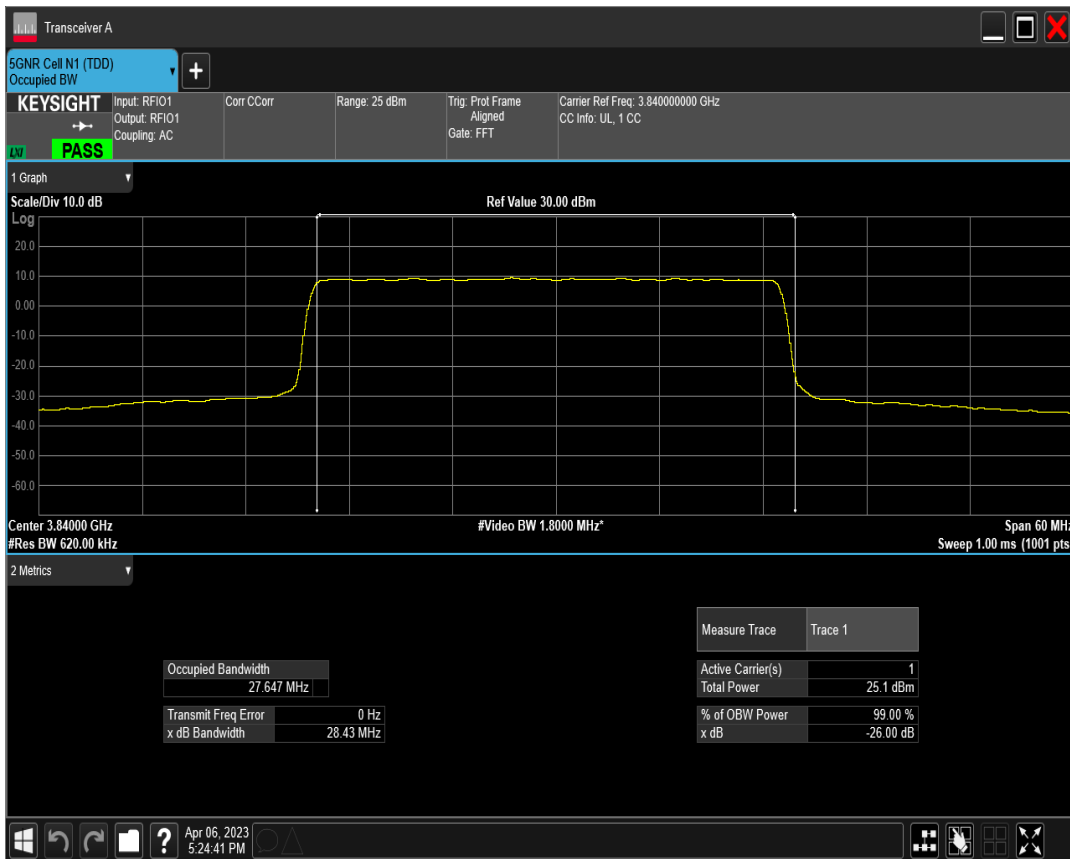 Transceiver A
5GNR Cell N1 (TDD)
Occupied BW
+
KEYSIGHT
LXI
PASS
Input: RFIO1
Output: RFIO1
Coupling: AC
Corr CCorr
Range: 25 dBm
Trig: Prot Frame
Aligned
Gate: FFT
Carrier Ref Freq: 3.840000000 GHz
CC Info: UL, 1 CC
1 Graph
Scale/Div 10.0 dB
Ref Value 30.00 dBm
Log
20.0
10.0
0.00
-10.0
-20.0
-30.0
-40.0
-50.0
-60.0
Center 3.84000 GHz
#Video BW 1.8000 MHz*
Span 60 MHz
#Res BW 620.00 kHz
Sweep 1.00 ms (1001 pts
2 Metrics
Measure Trace Trace 1
Occupied Bandwidth
27.647 MHz
Active Carrier(s) 1
Total Power 25.1 dBm
Transmit Freq Error 0 Hz
x dB Bandwidth 28.43 MHz
% of OBW Power 99.00 %
x dB -26.00 dB
?
Apr 06, 2023
5:24:41 PM